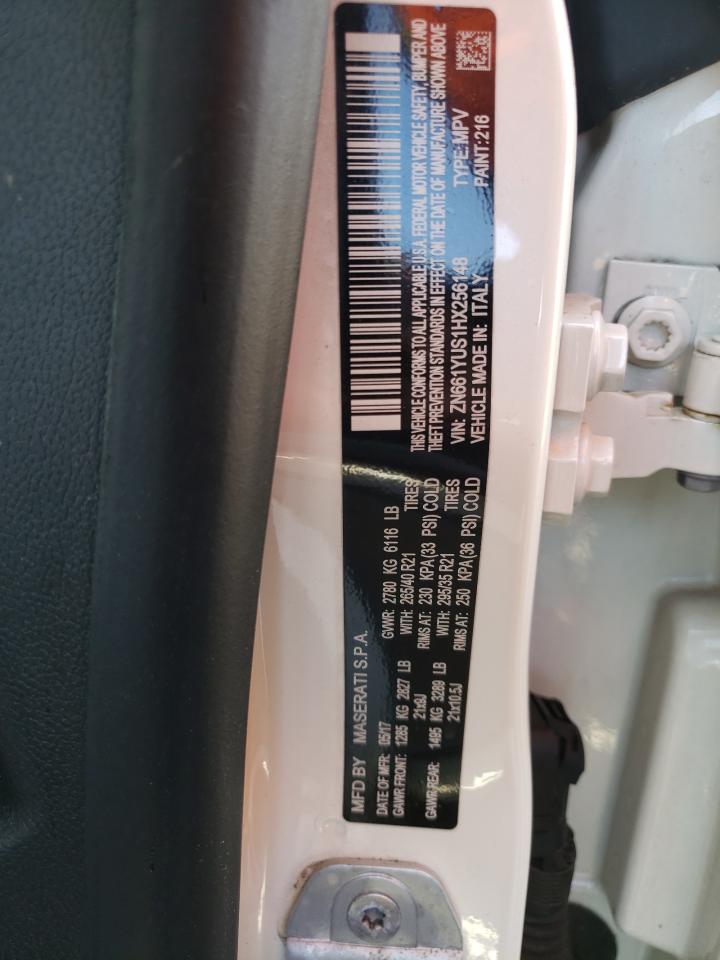 MFD BY MASERATI S.P.A.
DATE OF MFR: 05/17 GVWR: 2780 KG 6116 LB
GAWR FRONT: 1285 KG 2827 LB WITH: 265/40 R21 TIRES
21x9J RIMS AT: 230 KPA(33 PSI) COLD
GAWR-REAR: 1495 KG 3289 LB WITH: 295/35 R21 TIRES
21x10.5J RIMS AT: 250 KPA(36 PSI) COLD
THIS VEHICLE CONFORMS TO ALL APPLICABLE U.S.A. FEDERAL MOTOR VEHICLE SAFETY, BUMPER AND
THEFT PREVENTION STANDARDS IN EFFECT ON THE DATE OF MANUFACTURE SHOWN ABOVE
VIN: ZN661YUS1HX256148 TYPE: MPV
VEHICLE MADE IN: ITALY PAINT:216